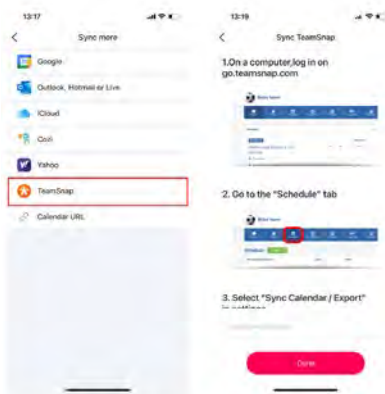 13:17
Sync more
Google
Outlook, Hotmail or Live
iCloud
Cozi
Yahoo
TeamSnap
Calendar URL
13:19
Sync TeamSnap
1.On a computer,log in on
go.teamsnap.com
2. Go to the "Schedule" tab
3. Select "Sync Calendar / Export"
in settings
Done